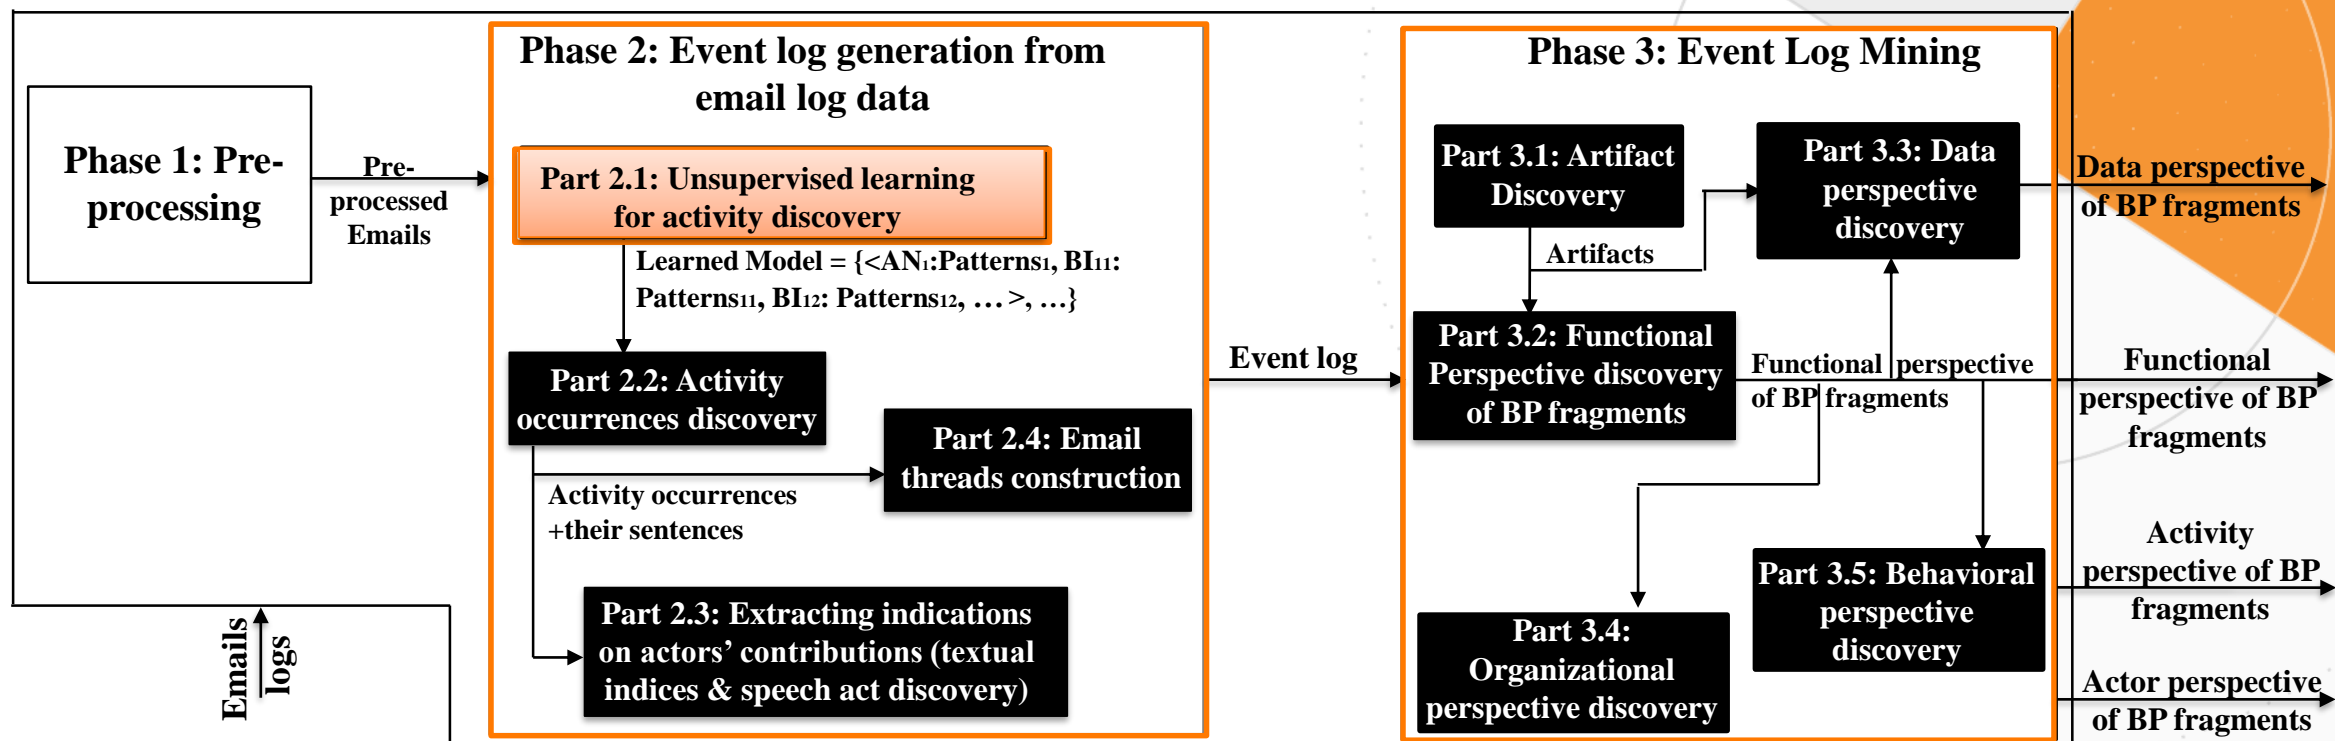 Phase 1: Pre-
processing
Pre-
processed
Emails
Emails
logs
Phase 2: Event log generation from
email log data
Part 2.1: Unsupervised learning
for activity discovery
Learned Model = {<AN₁:Patterns₁, BI₁₁:
Patterns₁₁, BI₁₂: Patterns₁₂, … >, …}
Part 2.2: Activity
occurrences discovery
Part 2.4: Email
threads construction
Activity occurrences
+their sentences
Part 2.3: Extracting indications
on actors’ contributions (textual
indices & speech act discovery)
Event log
Phase 3: Event Log Mining
Part 3.1: Artifact
Discovery
Part 3.3: Data
perspective
discovery
Artifacts
Part 3.2: Functional
Perspective discovery
of BP fragments
Functional perspective
of BP fragments
Part 3.4:
Organizational
perspective discovery
Part 3.5: Behavioral
perspective
discovery
Data perspective
of BP fragments
Functional
perspective of BP
fragments
Activity
perspective of BP
fragments
Actor perspective
of BP fragments